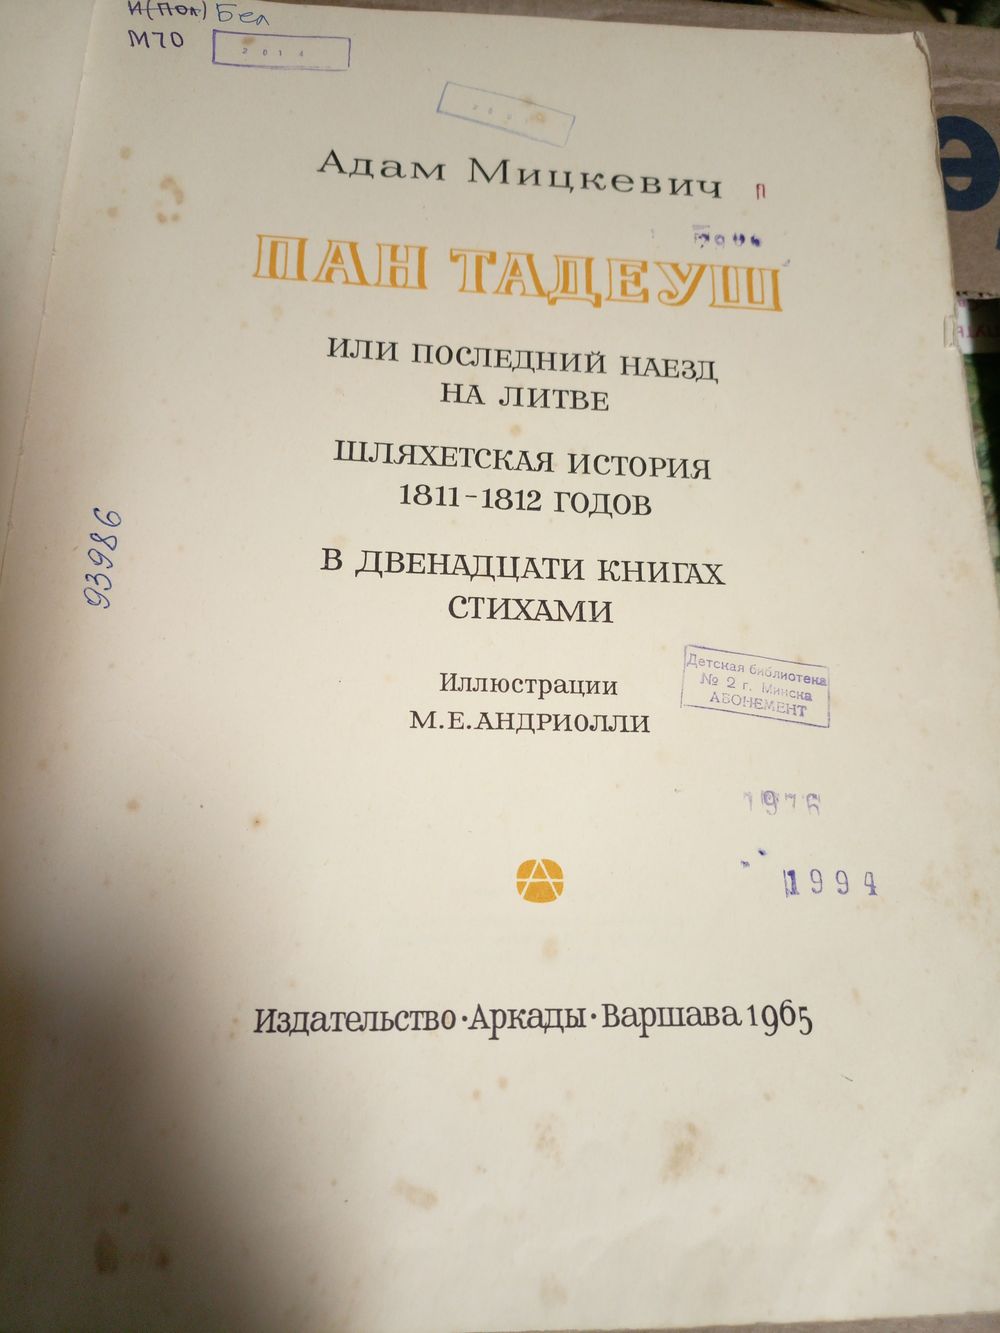 И(Пол) Бел
М70
2014
Адам Мицкевич
П
ПАН ТАДЕУШ
ИЛИ ПОСЛЕДНИЙ НАЕЗД
НА ЛИТВЕ
ШЛЯХЕТСКАЯ ИСТОРИЯ
1811-1812 ГОДОВ
В ДВЕНАДЦАТИ КНИГАХ
СТИХАМИ
93986
Иллюстрации
М.Е.АНДРИОЛЛИ
Детская библиотека
№ 2 г. Минска
АБОНЕМЕНТ
1976
1994
Издательство·Аркады·Варшава 1965